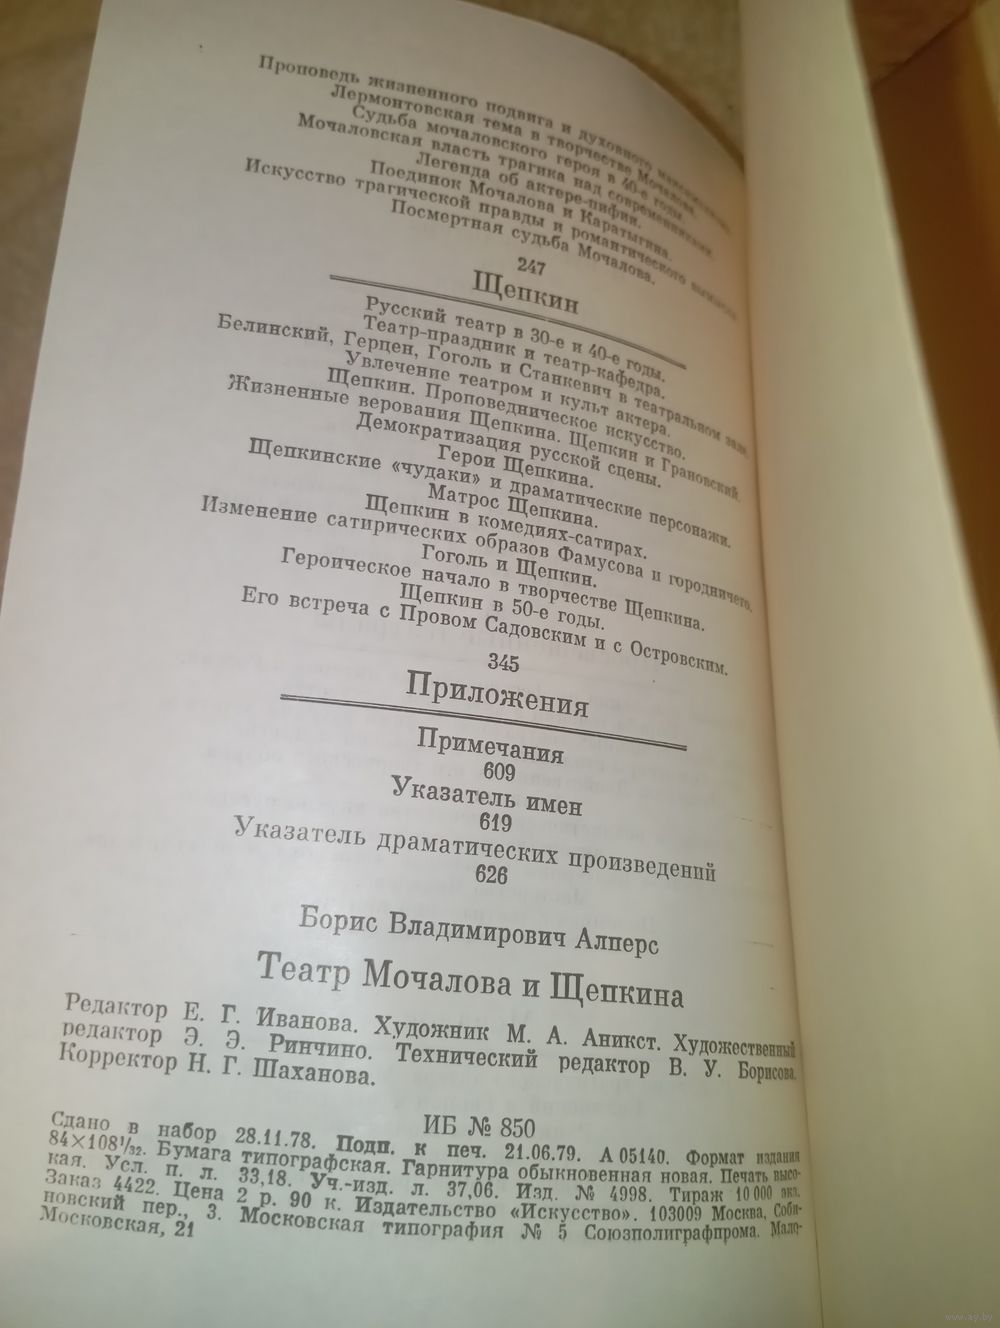 Проповедь жизненного подвига и духовного максимализма.
Лермонтовская тема в творчестве Мочалова.
Судьба мочаловского героя в 40-е годы.
Мочаловская власть трагика над современниками.
Легенда об актере-пифии.
Поединок Мочалова и Каратыгина.
Искусство трагической правды и романтического вымысла
Посмертная судьба Мочалова.
247
Щепкин
Русский театр в 30-е и 40-е годы.
Театр-праздник и театр-кафедра.
Белинский, Герцен, Гоголь и Станкевич в театральном зале.
Увлечение театром и культ актера.
Щепкин. Проповедническое искусство.
Жизненные верования Щепкина. Щепкин и Грановский.
Демократизация русской сцены.
Герои Щепкина.
Щепкинские «чудаки» и драматические персонажи.
Матрос Щепкина.
Щепкин в комедиях-сатирах.
Изменение сатирических образов Фамусова и городничего.
Гоголь и Щепкин.
Героическое начало в творчестве Щепкина.
Щепкин в 50-е годы.
Его встреча с Провом Садовским и с Островским.
345
Приложения
Примечания
609
Указатель имен
619
Указатель драматических произведений
626
Борис Владимирович Алперс
Театр Мочалова и Щепкина
Редактор Е. Г. Иванова. Художник М. А. Аникст. Художественный
редактор Э. Э. Ринчино. Технический редактор В. У. Борисова.
Корректор Н. Г. Шаханова.
ИБ № 850
Сдано в набор 28.11.78. Подп. к печ. 21.06.79. А 05140. Формат издания
84×108¹/₃₂. Бумага типографская. Гарнитура обыкновенная новая. Печать высо-
кая. Усл. п. л. 33,18. Уч.-изд. л. 37,06. Изд. № 4998. Тираж 10 000 экз.
Заказ 4422. Цена 2 р. 90 к. Издательство «Искусство». 103009 Москва, Соби-
новский пер., 3. Московская типография № 5 Союзполиграфпрома. Мало-
Московская, 21
www.ay.by